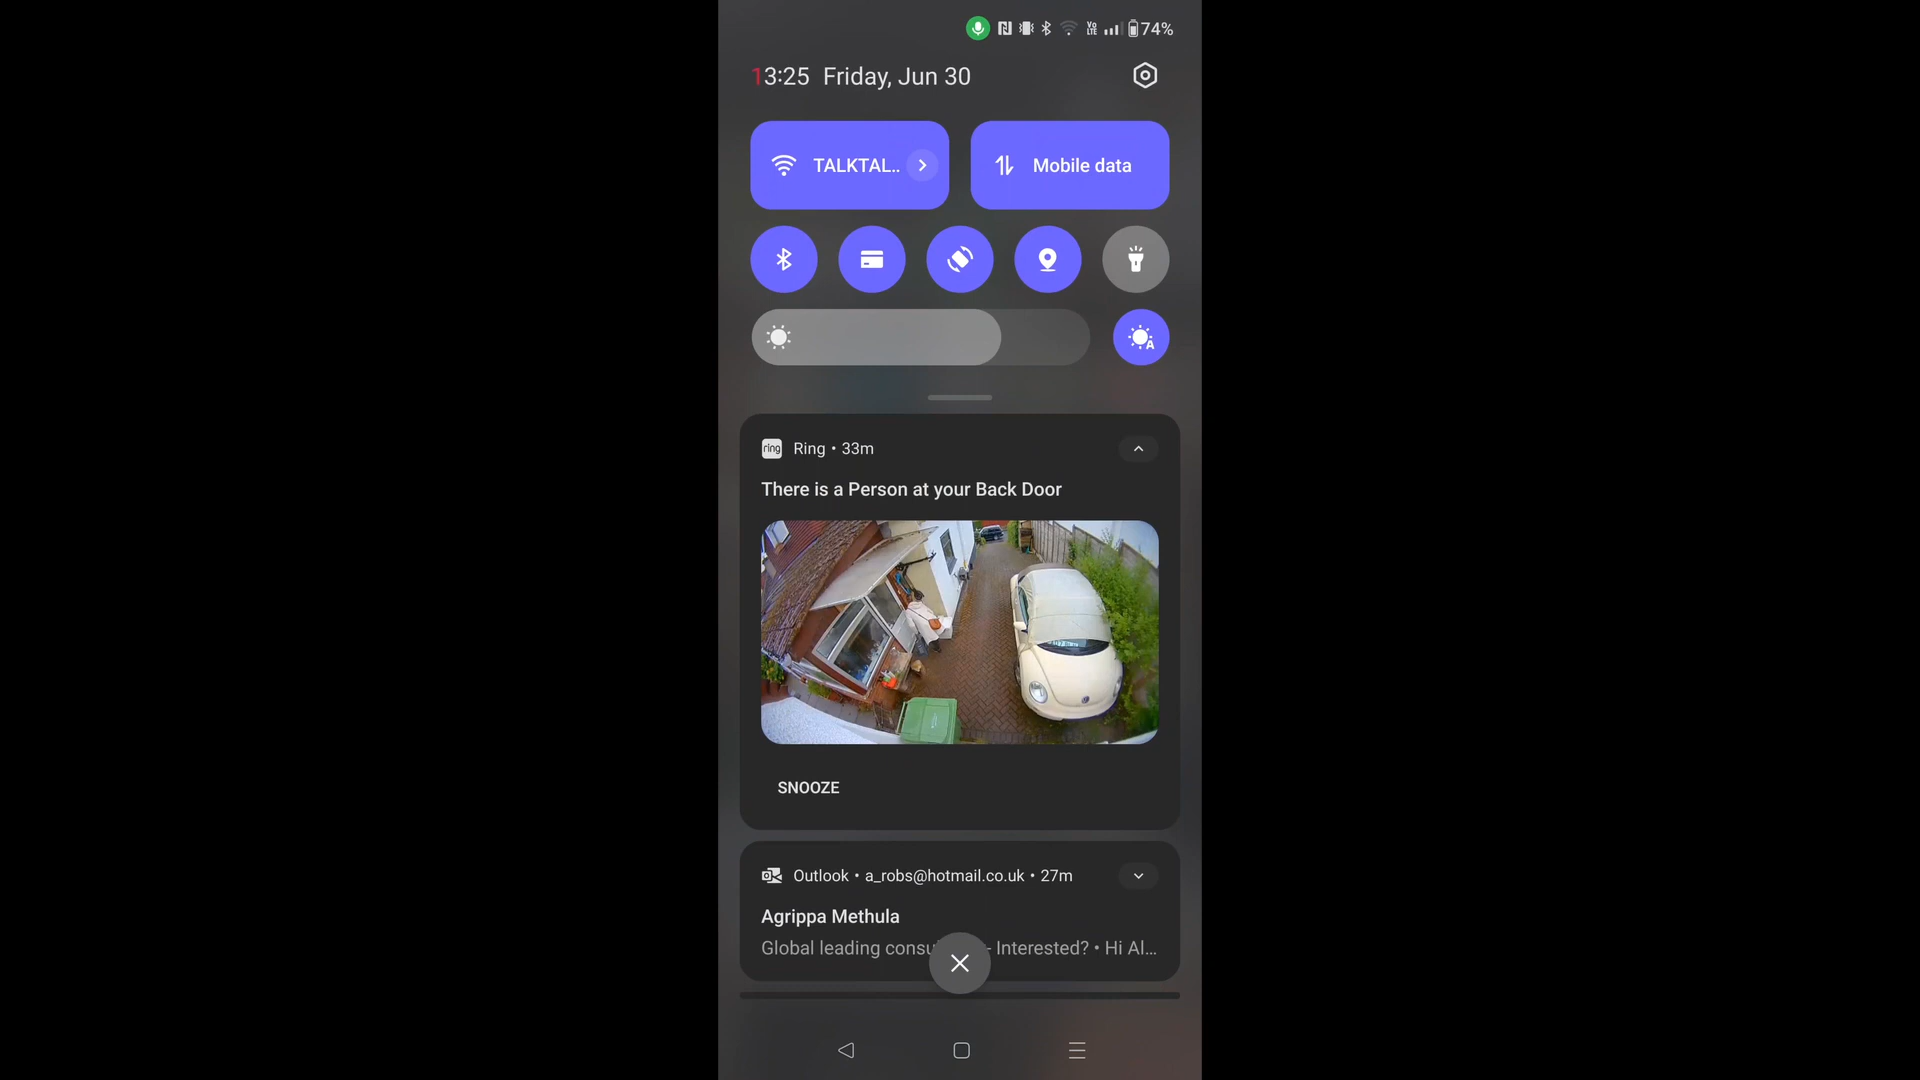 74%
13:25 Friday, Jun 30
TALKTAL..
Mobile data
A
ring Ring • 33m
There is a Person at your Back Door
SNOOZE
Outlook • a_robs@hotmail.co.uk • 27m
Agrippa Methula
Global leading consu - Interested? • Hi Al...